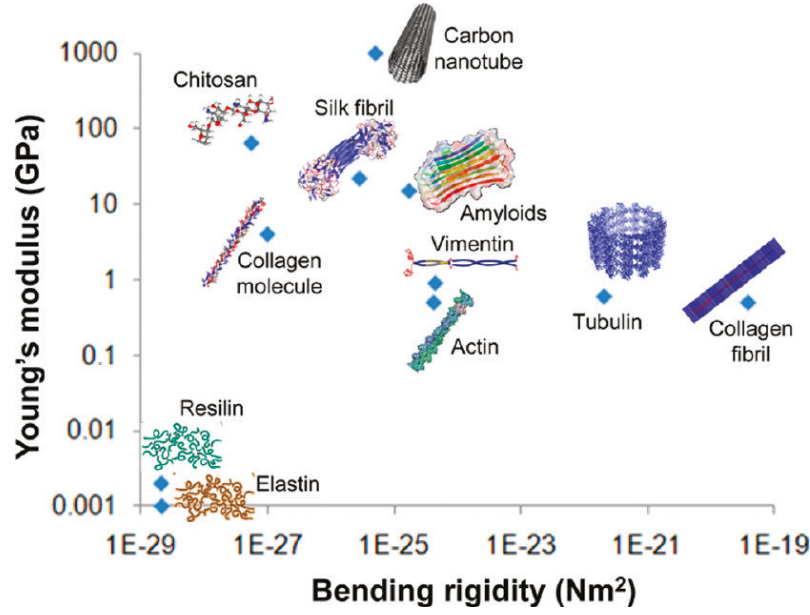 1000
100
10
1
0.1
0.01
0.001
Young's modulus (GPa)
Carbon
nanotube
Chitosan
Silk fibril
Amyloids
Vimentin
Collagen
molecule
Actin
Tubulin
Collagen
fibril
Resilin
Elastin
1E-29
1E-27
1E-25
1E-23
1E-21
1E-19
Bending rigidity (Nm²)